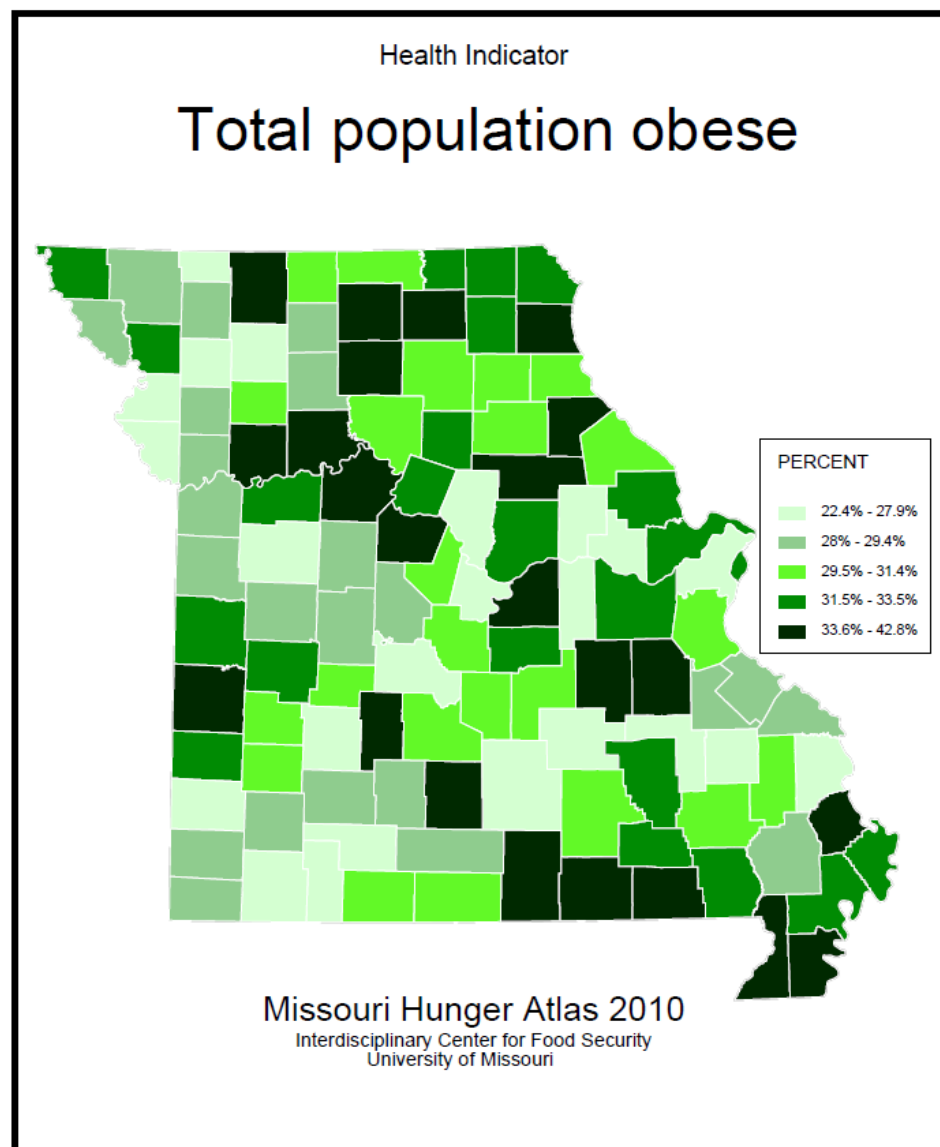 Health Indicator
Total population obese
PERCENT
22.4% - 27.9%
28% - 29.4%
29.5% - 31.4%
31.5% - 33.5%
33.6% - 42.8%
Missouri Hunger Atlas 2010
Interdisciplinary Center for Food Security
University of Missouri